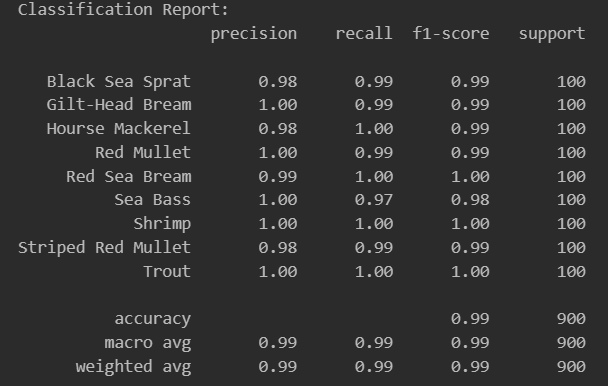 Classification Report:
precision recall f1-score support
Black Sea Sprat 0.98 0.99 0.99 100
Gilt-Head Bream 1.00 0.99 0.99 100
Hourse Mackerel 0.98 1.00 0.99 100
Red Mullet 1.00 0.99 0.99 100
Red Sea Bream 0.99 1.00 1.00 100
Sea Bass 1.00 0.97 0.98 100
Shrimp 1.00 1.00 1.00 100
Striped Red Mullet 0.98 0.99 0.99 100
Trout 1.00 1.00 1.00 100
accuracy 0.99 900
macro avg 0.99 0.99 0.99 900
weighted avg 0.99 0.99 0.99 900